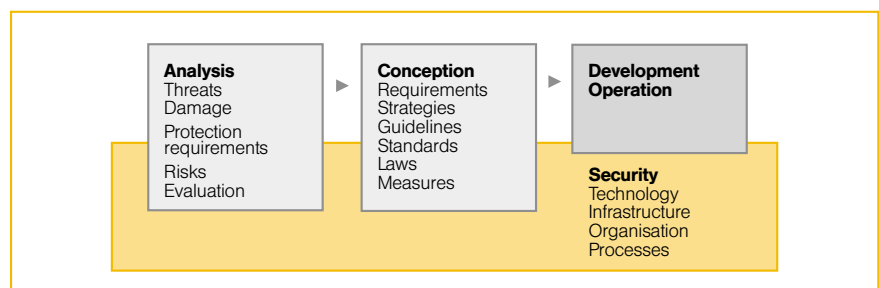 Analysis
Threats
Damage
Protection
requirements
Risks
Evaluation
Conception
Requirements
Strategies
Guidelines
Standards
Laws
Measures
Development
Operation
Security
Technology
Infrastructure
Organisation
Processes